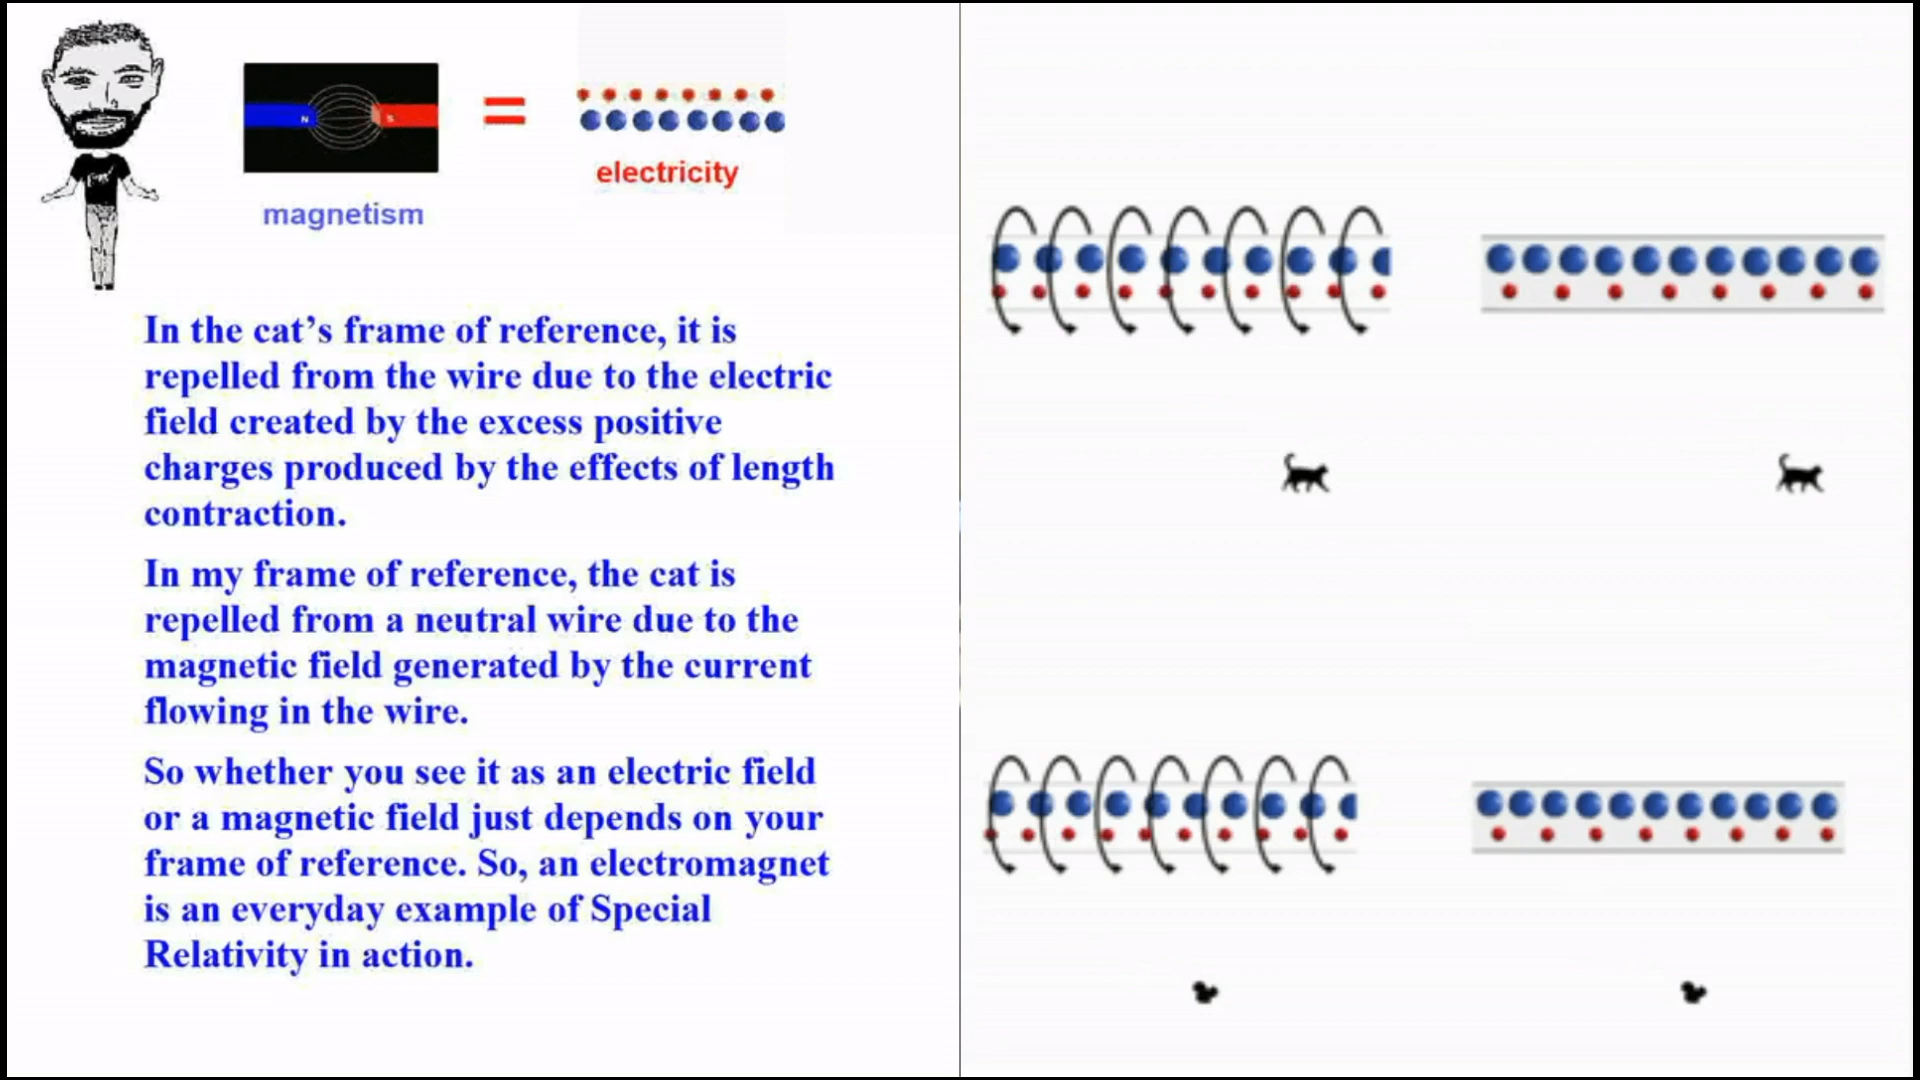 N S
electricity
magnetism
In the cat's frame of reference, it is
repelled from the wire due to the electric
field created by the excess positive
charges produced by the effects of length
contraction.
In my frame of reference, the cat is
repelled from a neutral wire due to the
magnetic field generated by the current
flowing in the wire.
So whether you see it as an electric field
or a magnetic field just depends on your
frame of reference. So, an electromagnet
is an everyday example of Special
Relativity in action.